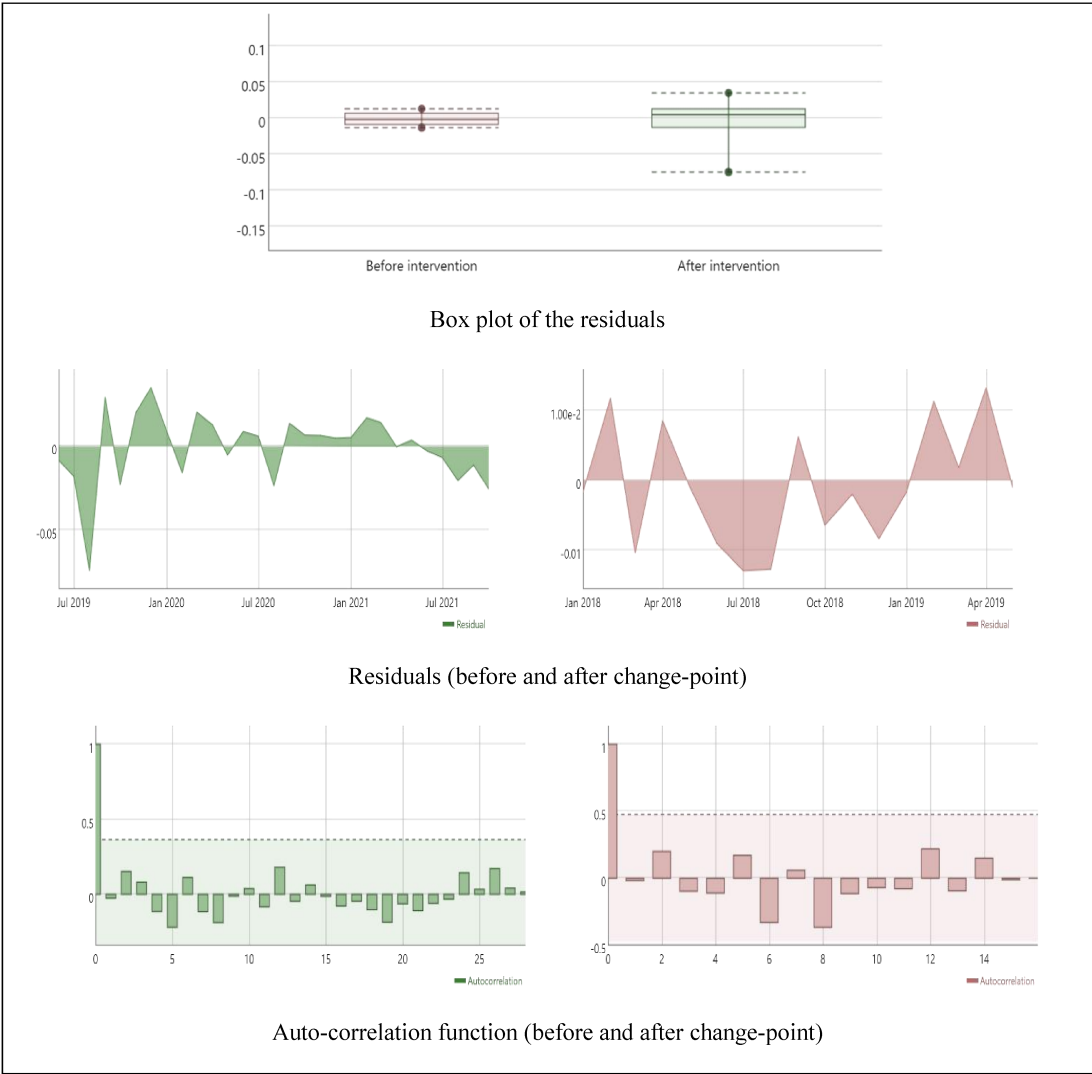 0.1
0.05
0
-0.05
-0.1
-0.15
Before intervention After intervention
Box plot of the residuals
0
-0.05
Jul 2019 Jan 2020 Jul 2020 Jan 2021 Jul 2021
Residual
1.00e-2
0
-0.01
Jan 2018 Apr 2018 Jul 2018 Oct 2018 Jan 2019 Apr 2019
Residual
Residuals (before and after change-point)
1
0.5
0
0 5 10 15 20 25
Autocorrelation
1
0.5
0
-0.5
0 2 4 6 8 10 12 14
Autocorrelation
Auto-correlation function (before and after change-point)